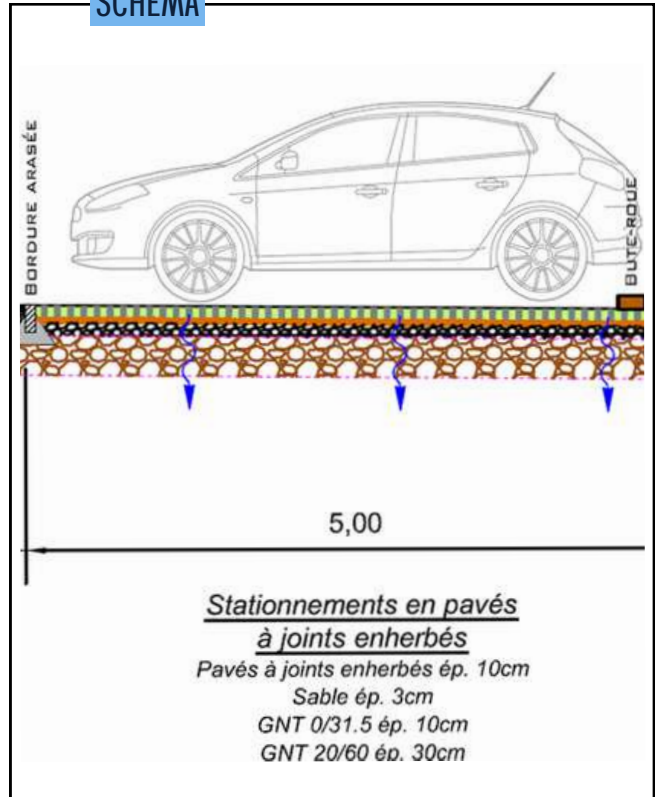 SCHEMA
BORDURE ARASÉE
BUTE-ROUE
5,00
Stationnements en pavés
à joints enherbés
Pavés à joints enherbés ép. 10cm
Sable ép. 3cm
GNT 0/31.5 ép. 10cm
GNT 20/60 ép. 30cm